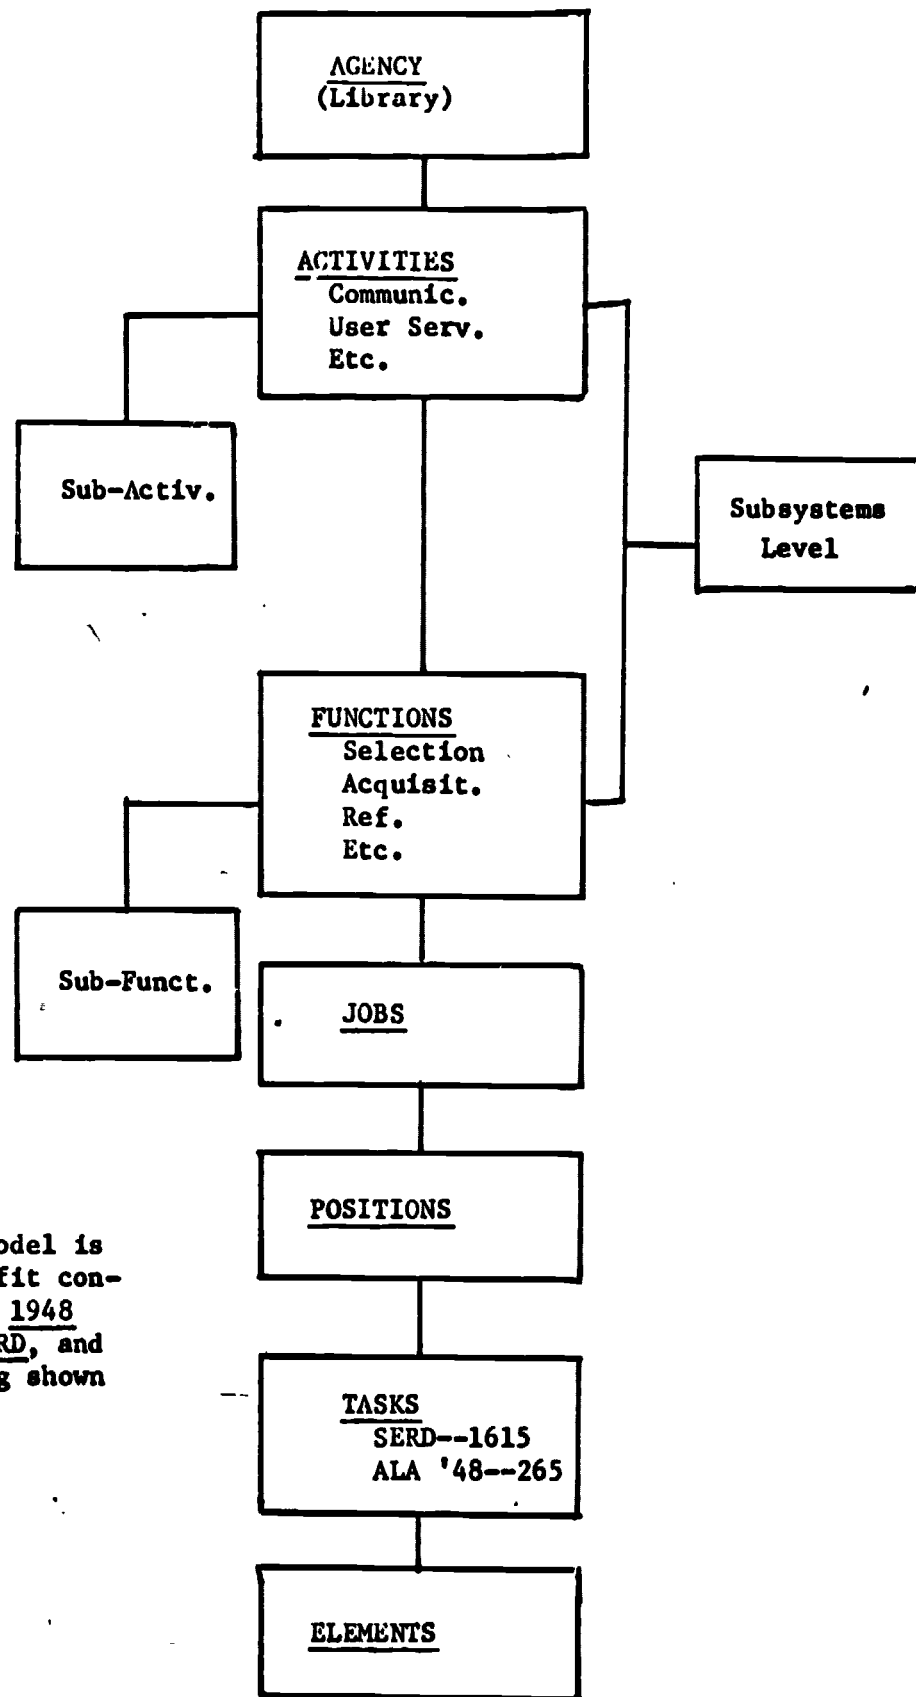 AGENCY
(Library)
ACTIVITIES
Communic.
User Serv.
Etc.
Sub-Activ.
Subsystems
Level
FUNCTIONS
Selection
Acquisit.
Ref.
Etc.
Sub-Funct.
JOBS
POSITIONS
odel is
fit con-
1948
RD, and
g shown
TASKS
SERD--1615
ALA '48--265
ELEMENTS